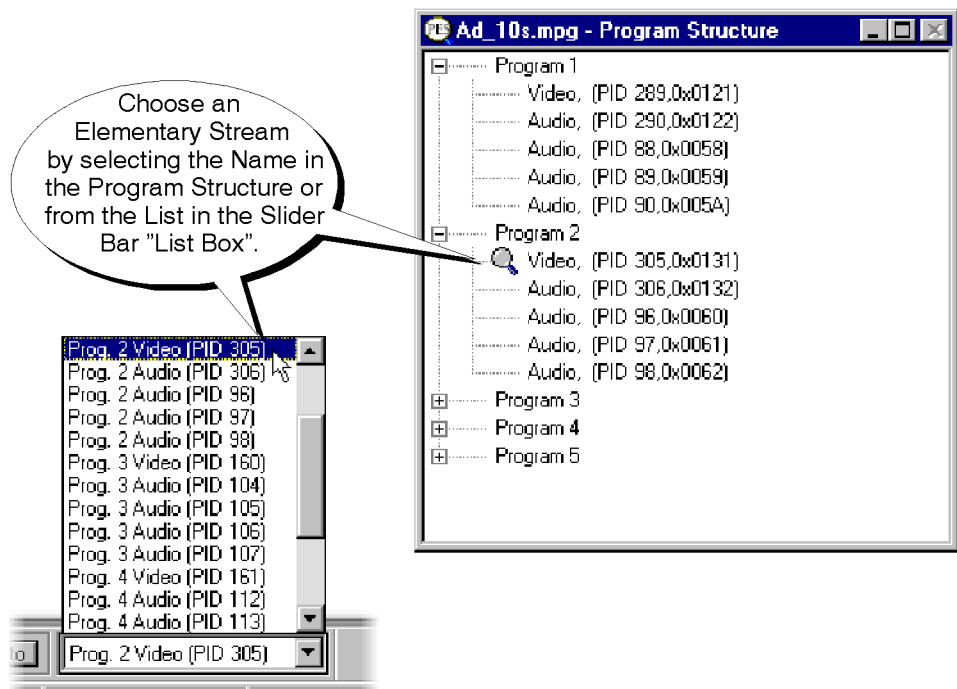 PES
Ad_10s.mpg - Program Structure
Program 1
Video, (PID 289,0x0121)
Audio, (PID 290,0x0122)
Audio, (PID 88,0x0058)
Audio, (PID 89,0x0059)
Audio, (PID 90,0x005A)
Program 2
Video, (PID 305,0x0131)
Audio, (PID 306,0x0132)
Audio, (PID 96,0x0060)
Audio, (PID 97,0x0061)
Audio, (PID 98,0x0062)
Program 3
Program 4
Program 5
Choose an
Elementary Stream
by selecting the Name in
the Program Structure or
from the List in the Slider
Bar ”List Box”.
Prog. 2 Video (PID 305)
Prog. 2 Audio (PID 306)
Prog. 2 Audio (PID 96)
Prog. 2 Audio (PID 97)
Prog. 2 Audio (PID 98)
Prog. 3 Video (PID 160)
Prog. 3 Audio (PID 104)
Prog. 3 Audio (PID 105)
Prog. 3 Audio (PID 106)
Prog. 3 Audio (PID 107)
Prog. 4 Video (PID 161)
Prog. 4 Audio (PID 112)
Prog. 4 Audio (PID 113)
Prog. 2 Video (PID 305)